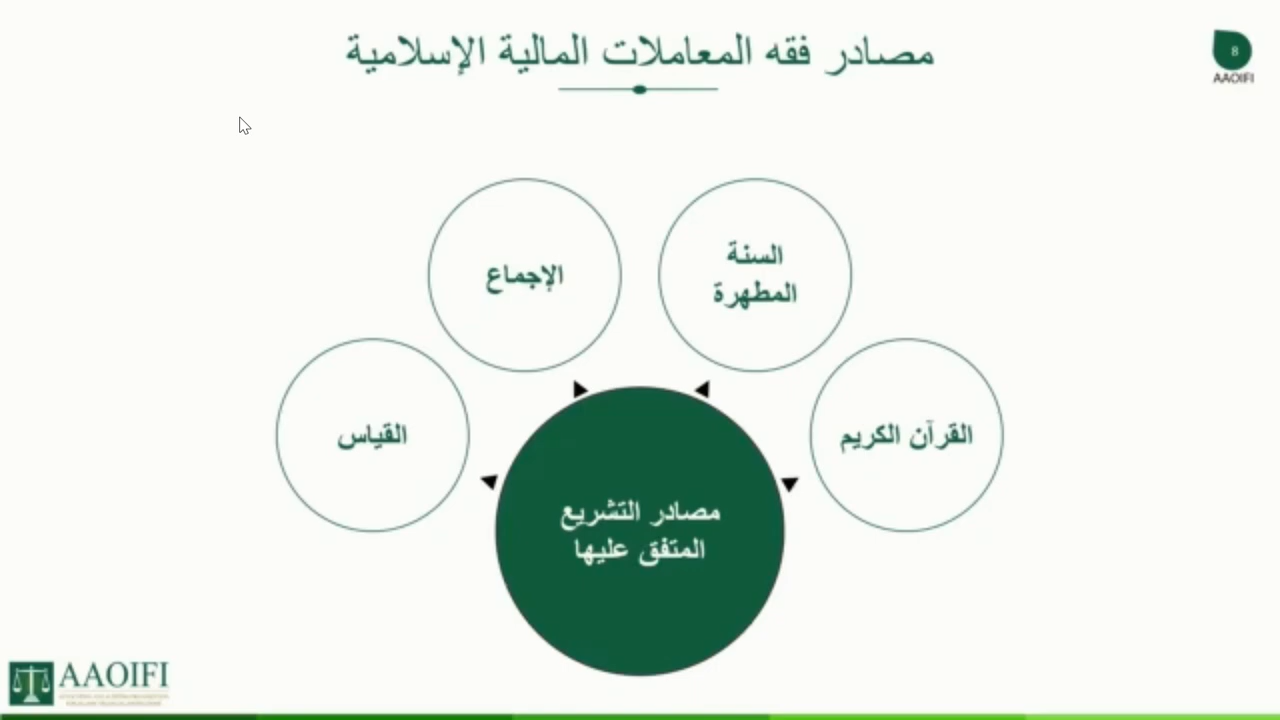 مصادر فقه المعاملات المالية الإسلامية
8
AAOIFI
السنة
المطهرة
الإجماع
القرآن الكريم
القياس
مصادر التشريع
المتفق عليها
AAOIFI